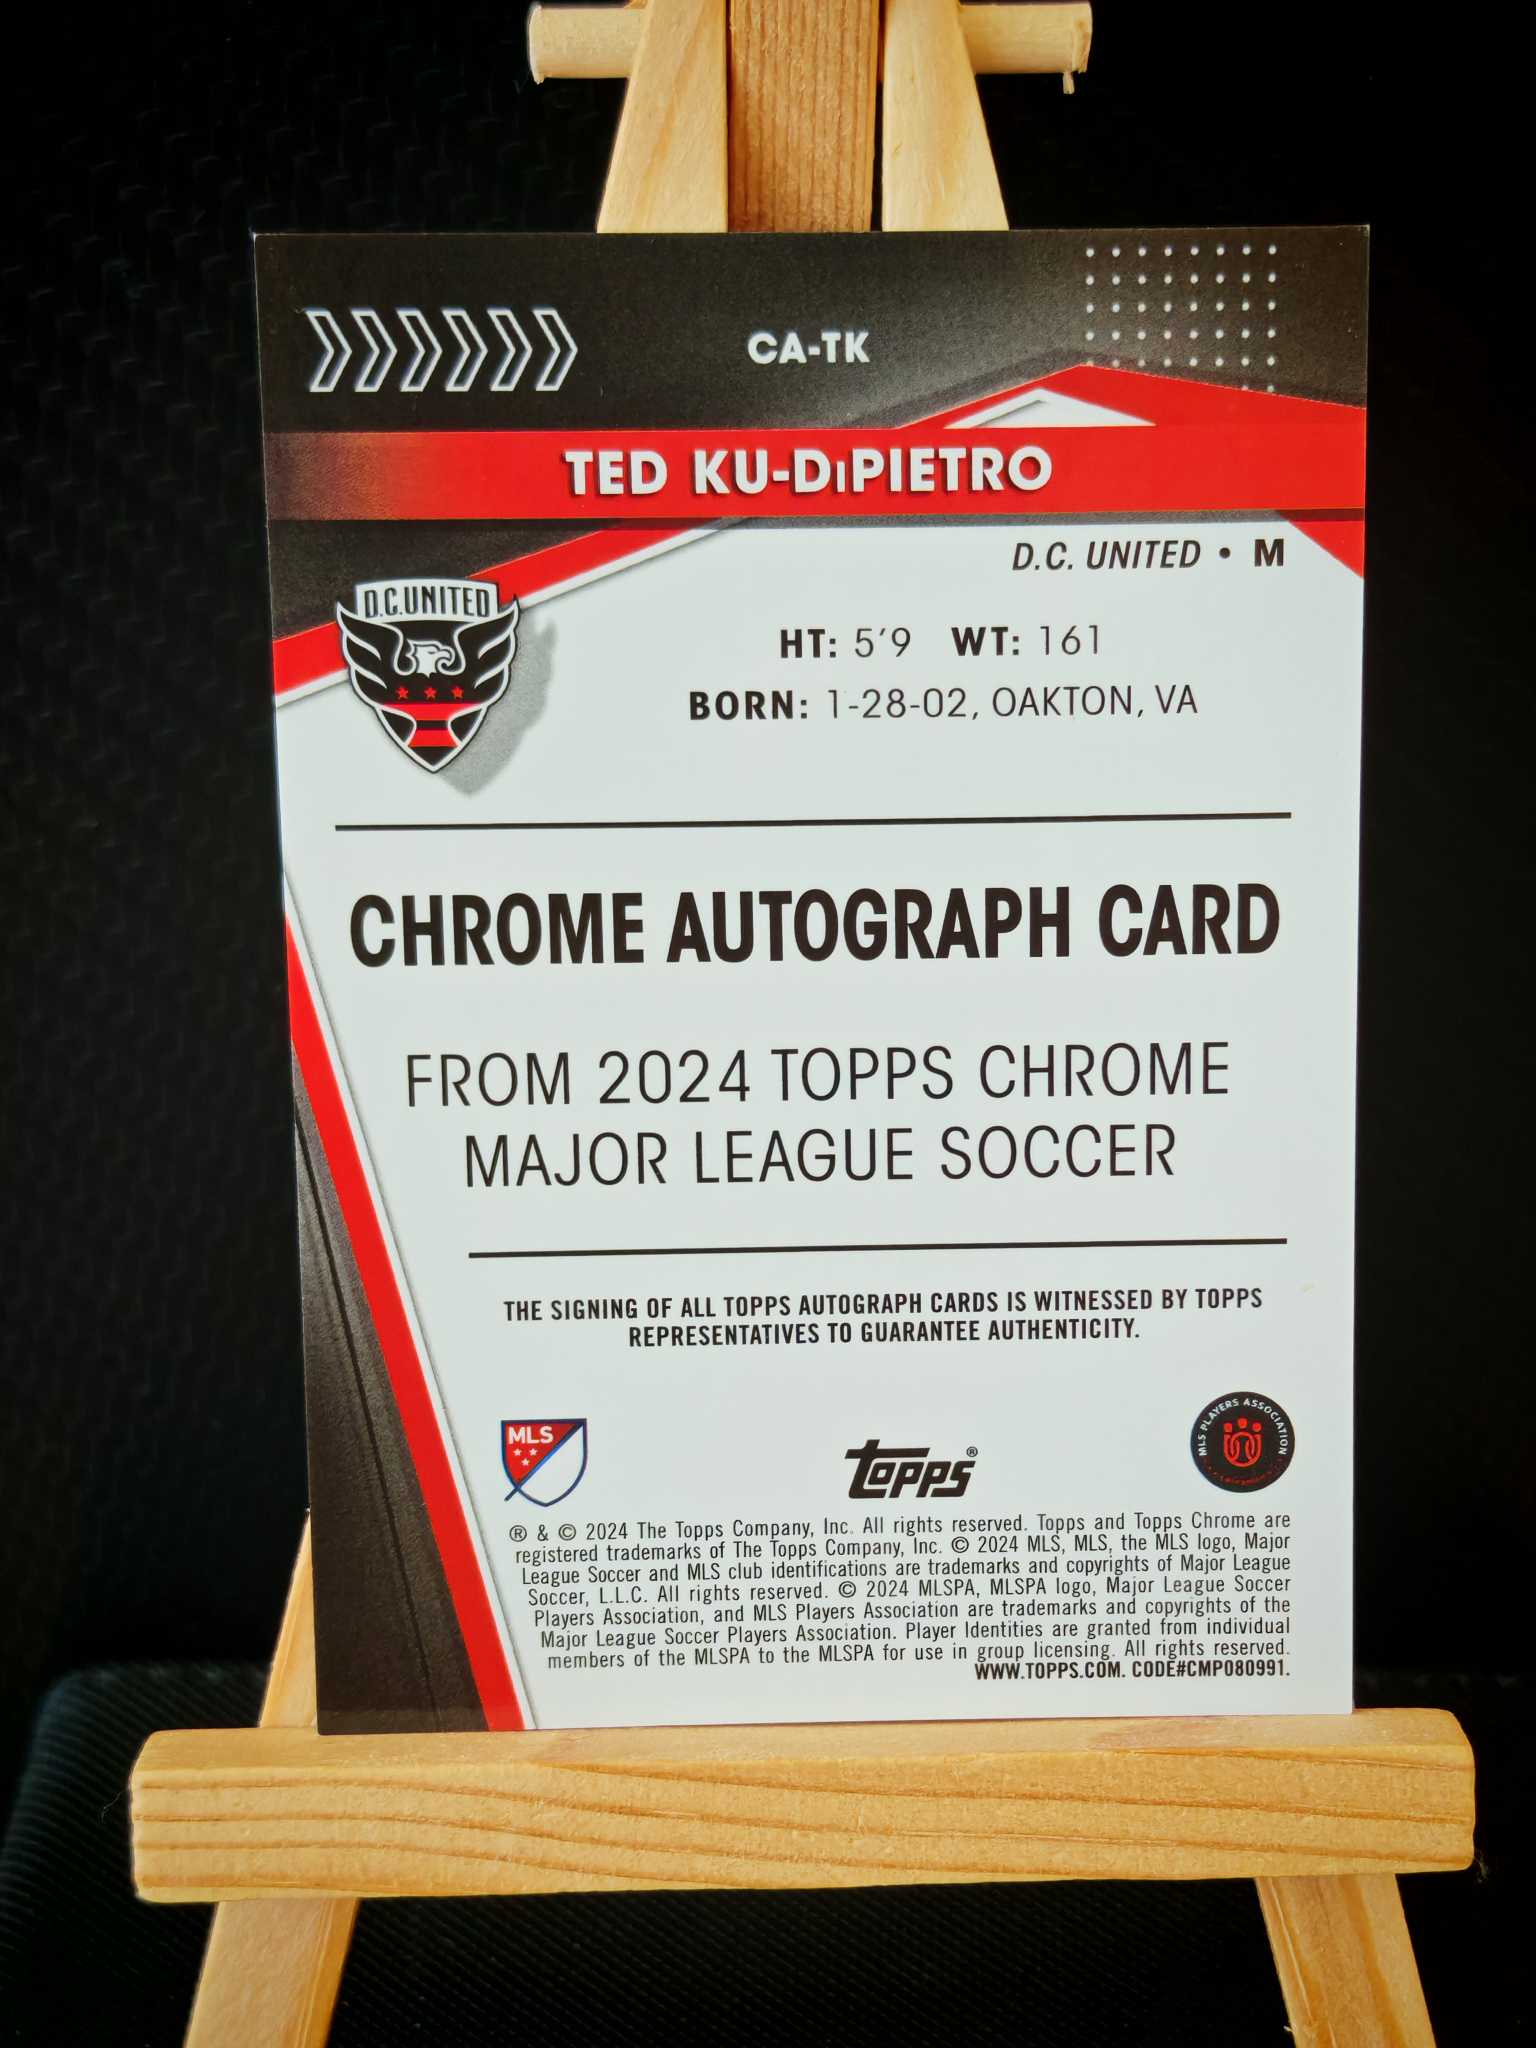 CA-TK
TED KU-DiPIETRO
D.C. UNITED • M
D.C.UNITED
HT: 5'9 WT: 161
BORN: 1-28-02, OAKTON, VA
CHROME AUTOGRAPH CARD
FROM 2024 TOPPS CHROME
MAJOR LEAGUE SOCCER
THE SIGNING OF ALL TOPPS AUTOGRAPH CARDS IS WITNESSED BY TOPPS
REPRESENTATIVES TO GUARANTEE AUTHENTICITY.
MLS
Topps®
MLS PLAYERS ASSOCIATION
® & © 2024 The Topps Company, Inc. All rights reserved. Topps and Topps Chrome are
registered trademarks of The Topps Company, Inc. © 2024 MLS, MLS, the MLS logo, Major
League Soccer and MLS club identifications are trademarks and copyrights of Major League
Soccer, L.L.C. All rights reserved. © 2024 MLSPA, MLSPA logo, Major League Soccer
Players Association, and MLS Players Association are trademarks and copyrights of the
Major League Soccer Players Association. Player Identities are granted from individual
members of the MLSPA to the MLSPA for use in group licensing. All rights reserved.
WWW.TOPPS.COM. CODE#CMP080991.